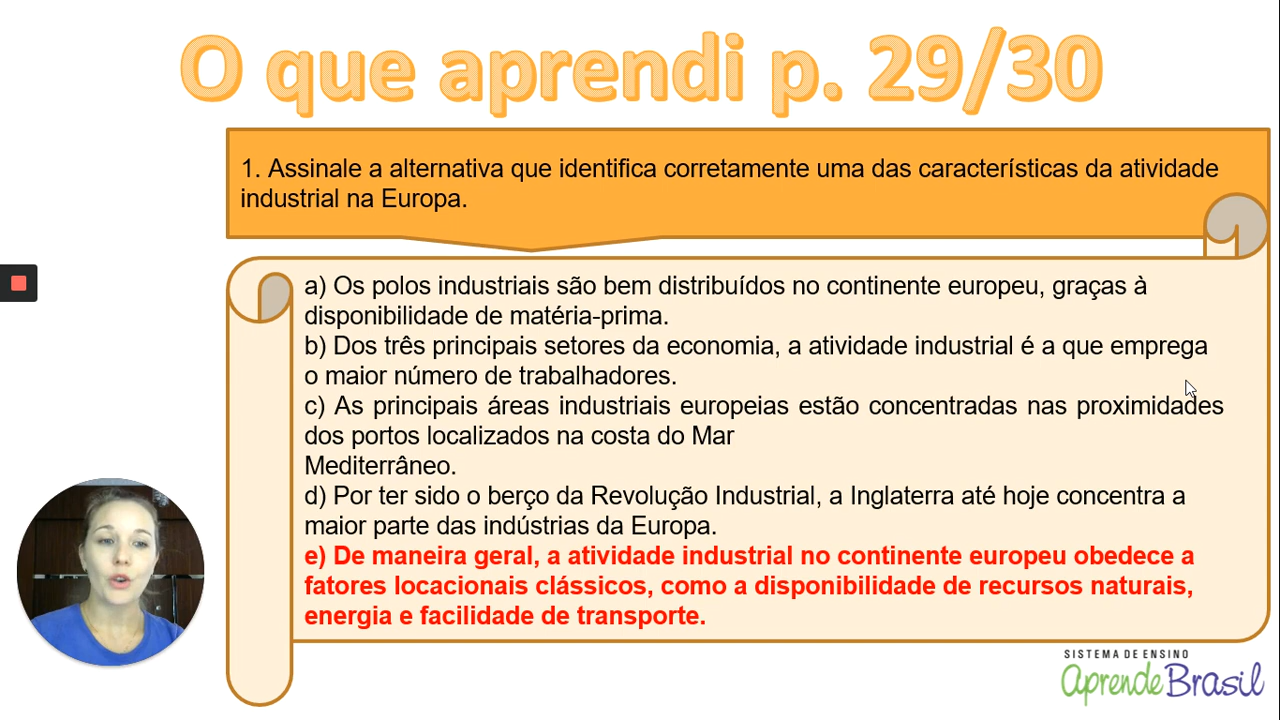 O que aprendi p. 29/30
1. Assinale a alternativa que identifica corretamente uma das características da atividade
industrial na Europa.
a) Os polos industriais são bem distribuídos no continente europeu, graças à
disponibilidade de matéria-prima.
b) Dos três principais setores da economia, a atividade industrial é a que emprega
o maior número de trabalhadores.
c) As principais áreas industriais europeias estão concentradas nas proximidades
dos portos localizados na costa do Mar
Mediterrâneo.
d) Por ter sido o berço da Revolução Industrial, a Inglaterra até hoje concentra a
maior parte das indústrias da Europa.
e) De maneira geral, a atividade industrial no continente europeu obedece a
fatores locacionais clássicos, como a disponibilidade de recursos naturais,
energia e facilidade de transporte.
SISTEMA DE ENSINO
aprende Brasil